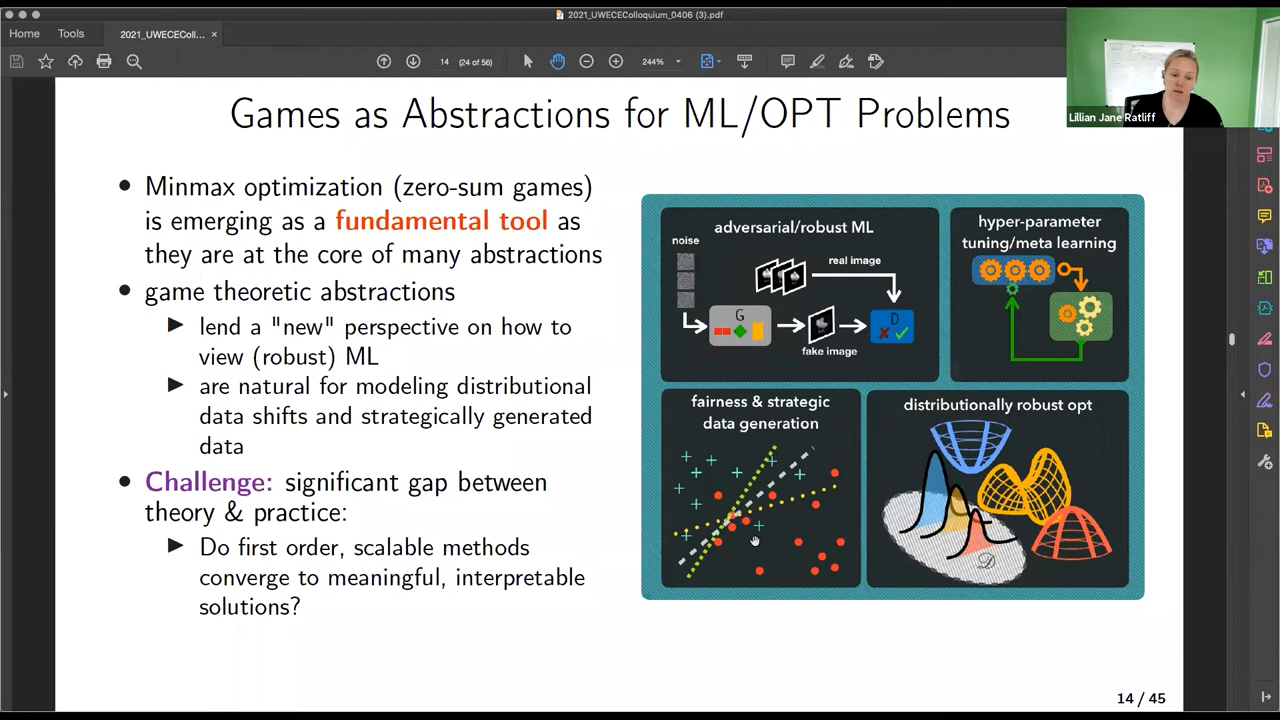 2021_UWECEColloquium_0406 (3).pdf
Home
Tools
2021_UWECEColl...
14
(24 of 56)
244%
Lillian Jane Ratliff
Games as Abstractions for ML/OPT Problems
• Minmax optimization (zero-sum games)
is emerging as a fundamental tool as
they are at the core of many abstractions
• game theoretic abstractions
▶ lend a "new" perspective on how to
view (robust) ML
▶ are natural for modeling distributional
data shifts and strategically generated
data
• Challenge: significant gap between
theory & practice:
▶ Do first order, scalable methods
converge to meaningful, interpretable
solutions?
adversarial/robust ML
noise
real image
G
D
fake image
hyper-parameter
tuning/meta learning
fairness & strategic
data generation
distributionally robust opt
D
14 / 45